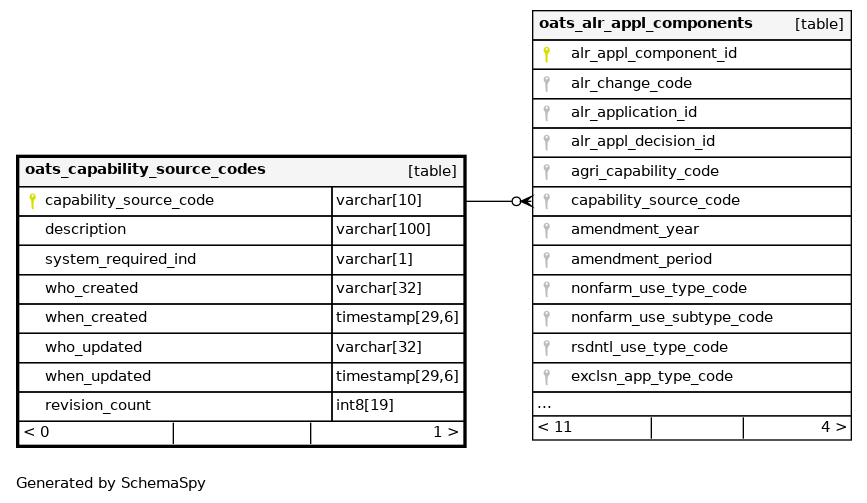 oats_capability_source_codes [table]
capability_source_code varchar[10]
description varchar[100]
system_required_ind varchar[1]
who_created varchar[32]
when_created timestamp[29,6]
who_updated varchar[32]
when_updated timestamp[29,6]
revision_count int8[19]
< 0 1 >
oats_alr_appl_components [table]
alr_appl_component_id
alr_change_code
alr_application_id
alr_appl_decision_id
agri_capability_code
capability_source_code
amendment_year
amendment_period
nonfarm_use_type_code
nonfarm_use_subtype_code
rsdntl_use_type_code
exclsn_app_type_code
...
< 11 4 >
Generated by SchemaSpy